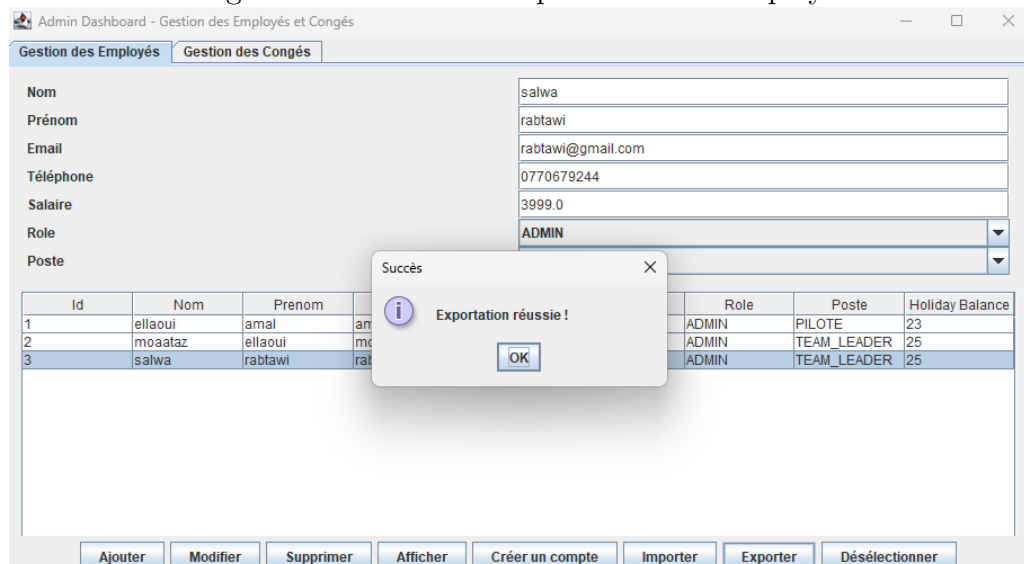 Admin Dashboard - Gestion des Employés et Congés
Gestion des Employés Gestion des Congés
Nom salwa
Prénom rabtawi
Email rabtawi@gmail.com
Téléphone 0770679244
Salaire 3999.0
Role ADMIN
Poste
Succès
Exportation réussie !
OK
Id Nom Prenom Role Poste Holiday Balance
1 ellaoui amal am ADMIN PILOTE 23
2 moaataz ellaoui ADMIN TEAM_LEADER 25
3 salwa rabtawi rab ADMIN TEAM_LEADER 25
Ajouter Modifier Supprimer Afficher Créer un compte Importer Exporter Désélectionner